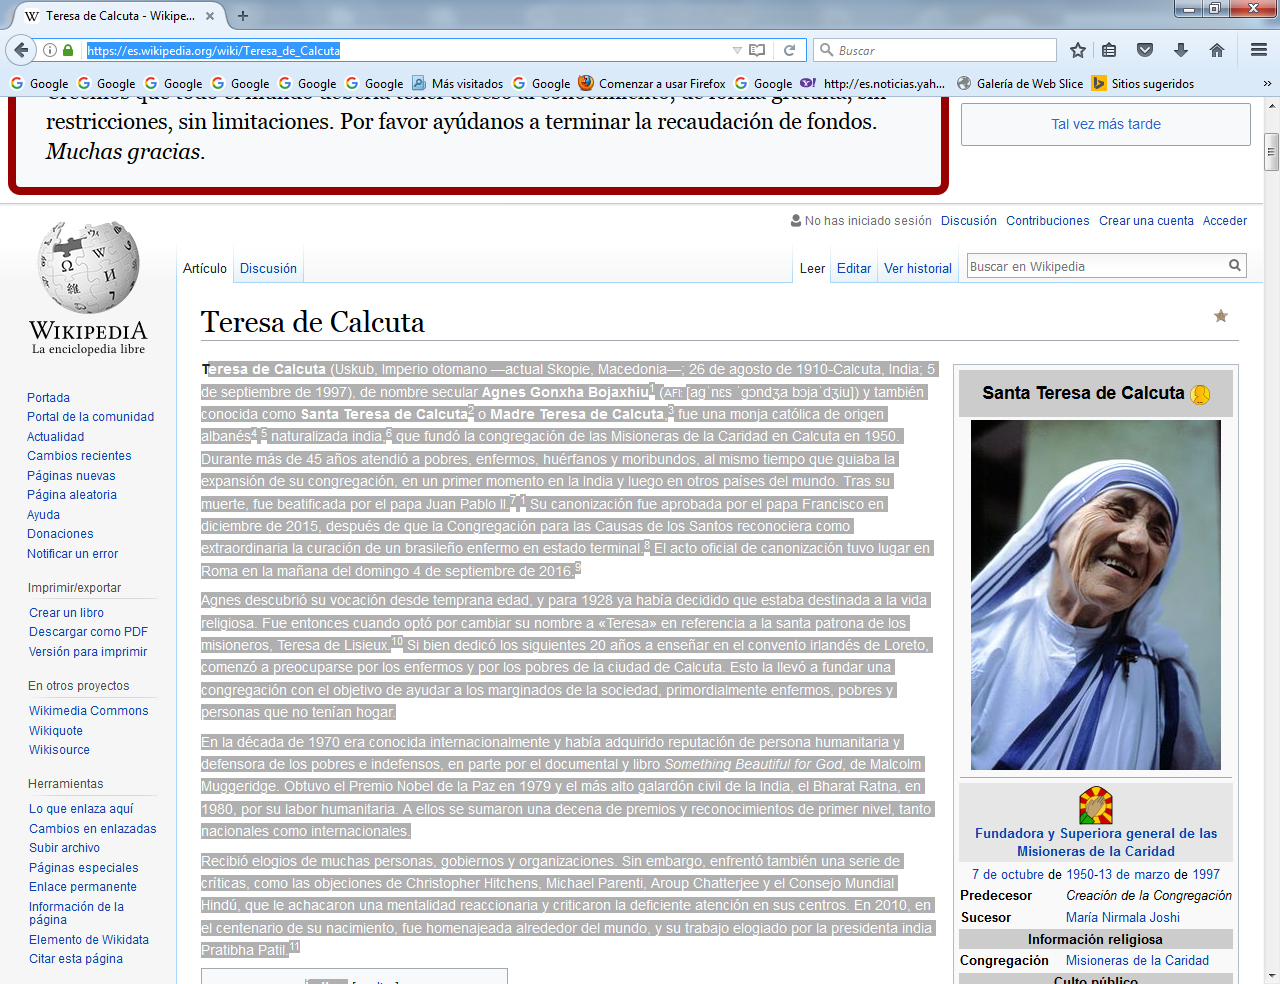 Teresa de Calcuta - Wikipe...
https://es.wikipedia.org/wiki/Teresa_de_Calcuta
Buscar
Google
Google
Google
Google
Google
Google
Más visitados
Google
Comenzar a usar Firefox
Google
http://es.noticias.yah...
Galería de Web Slice
Sitios sugeridos
Creemos que todo el mundo debería tener acceso al conocimiento, de forma gratuita, sin
restricciones, sin limitaciones. Por favor ayúdanos a terminar la recaudación de fondos.
Muchas gracias.
Tal vez más tarde
No has iniciado sesión Discusión Contribuciones Crear una cuenta Acceder
Artículo Discusión
Leer Editar Ver historial
Buscar en Wikipedia
WIKIPEDIA
La enciclopedia libre
Portada
Portal de la comunidad
Actualidad
Cambios recientes
Páginas nuevas
Página aleatoria
Ayuda
Donaciones
Notificar un error
Imprimir/exportar
Crear un libro
Descargar como PDF
Versión para imprimir
En otros proyectos
Wikimedia Commons
Wikiquote
Wikisource
Herramientas
Lo que enlaza aquí
Cambios en enlazadas
Subir archivo
Páginas especiales
Enlace permanente
Información de la
página
Elemento de Wikidata
Citar esta página
Teresa de Calcuta
Teresa de Calcuta (Uskub, Imperio otomano —actual Skopie, Macedonia—; 26 de agosto de 1910-Calcuta, India; 5
de septiembre de 1997), de nombre secular Agnes Gonxha Bojaxhiu1 (AFI: [agˈnɛs ˈɡɔndʒa bɔjaˈdʒiu]) y también
conocida como Santa Teresa de Calcuta2 o Madre Teresa de Calcuta,3 fue una monja católica de origen
albanés4 5 naturalizada india,6 que fundó la congregación de las Misioneras de la Caridad en Calcuta en 1950.
Durante más de 45 años atendió a pobres, enfermos, huérfanos y moribundos, al mismo tiempo que guiaba la
expansión de su congregación, en un primer momento en la India y luego en otros países del mundo. Tras su
muerte, fue beatificada por el papa Juan Pablo II.7 1 Su canonización fue aprobada por el papa Francisco en
diciembre de 2015, después de que la Congregación para las Causas de los Santos reconociera como
extraordinaria la curación de un brasileño enfermo en estado terminal.8 El acto oficial de canonización tuvo lugar en
Roma en la mañana del domingo 4 de septiembre de 2016.9
Agnes descubrió su vocación desde temprana edad, y para 1928 ya había decidido que estaba destinada a la vida
religiosa. Fue entonces cuando optó por cambiar su nombre a «Teresa» en referencia a la santa patrona de los
misioneros, Teresa de Lisieux.10 Si bien dedicó los siguientes 20 años a enseñar en el convento irlandés de Loreto,
comenzó a preocuparse por los enfermos y por los pobres de la ciudad de Calcuta. Esto la llevó a fundar una
congregación con el objetivo de ayudar a los marginados de la sociedad, primordialmente enfermos, pobres y
personas que no tenían hogar.
En la década de 1970 era conocida internacionalmente y había adquirido reputación de persona humanitaria y
defensora de los pobres e indefensos, en parte por el documental y libro Something Beautiful for God, de Malcolm
Muggeridge. Obtuvo el Premio Nobel de la Paz en 1979 y el más alto galardón civil de la India, el Bharat Ratna, en
1980, por su labor humanitaria. A ellos se sumaron una decena de premios y reconocimientos de primer nivel, tanto
nacionales como internacionales.
Recibió elogios de muchas personas, gobiernos y organizaciones. Sin embargo, enfrentó también una serie de
críticas, como las objeciones de Christopher Hitchens, Michael Parenti, Aroup Chatterjee y el Consejo Mundial
Hindú, que le achacaron una mentalidad reaccionaria y criticaron la deficiente atención en sus centros. En 2010, en
el centenario de su nacimiento, fue homenajeada alrededor del mundo, y su trabajo elogiado por la presidenta india
Pratibha Patil.11
Santa Teresa de Calcuta
Fundadora y Superiora general de las
Misioneras de la Caridad
7 de octubre de 1950-13 de marzo de 1997
Predecesor Creación de la Congregación
Sucesor María Nirmala Joshi
Información religiosa
Congregación Misioneras de la Caridad
Culto público